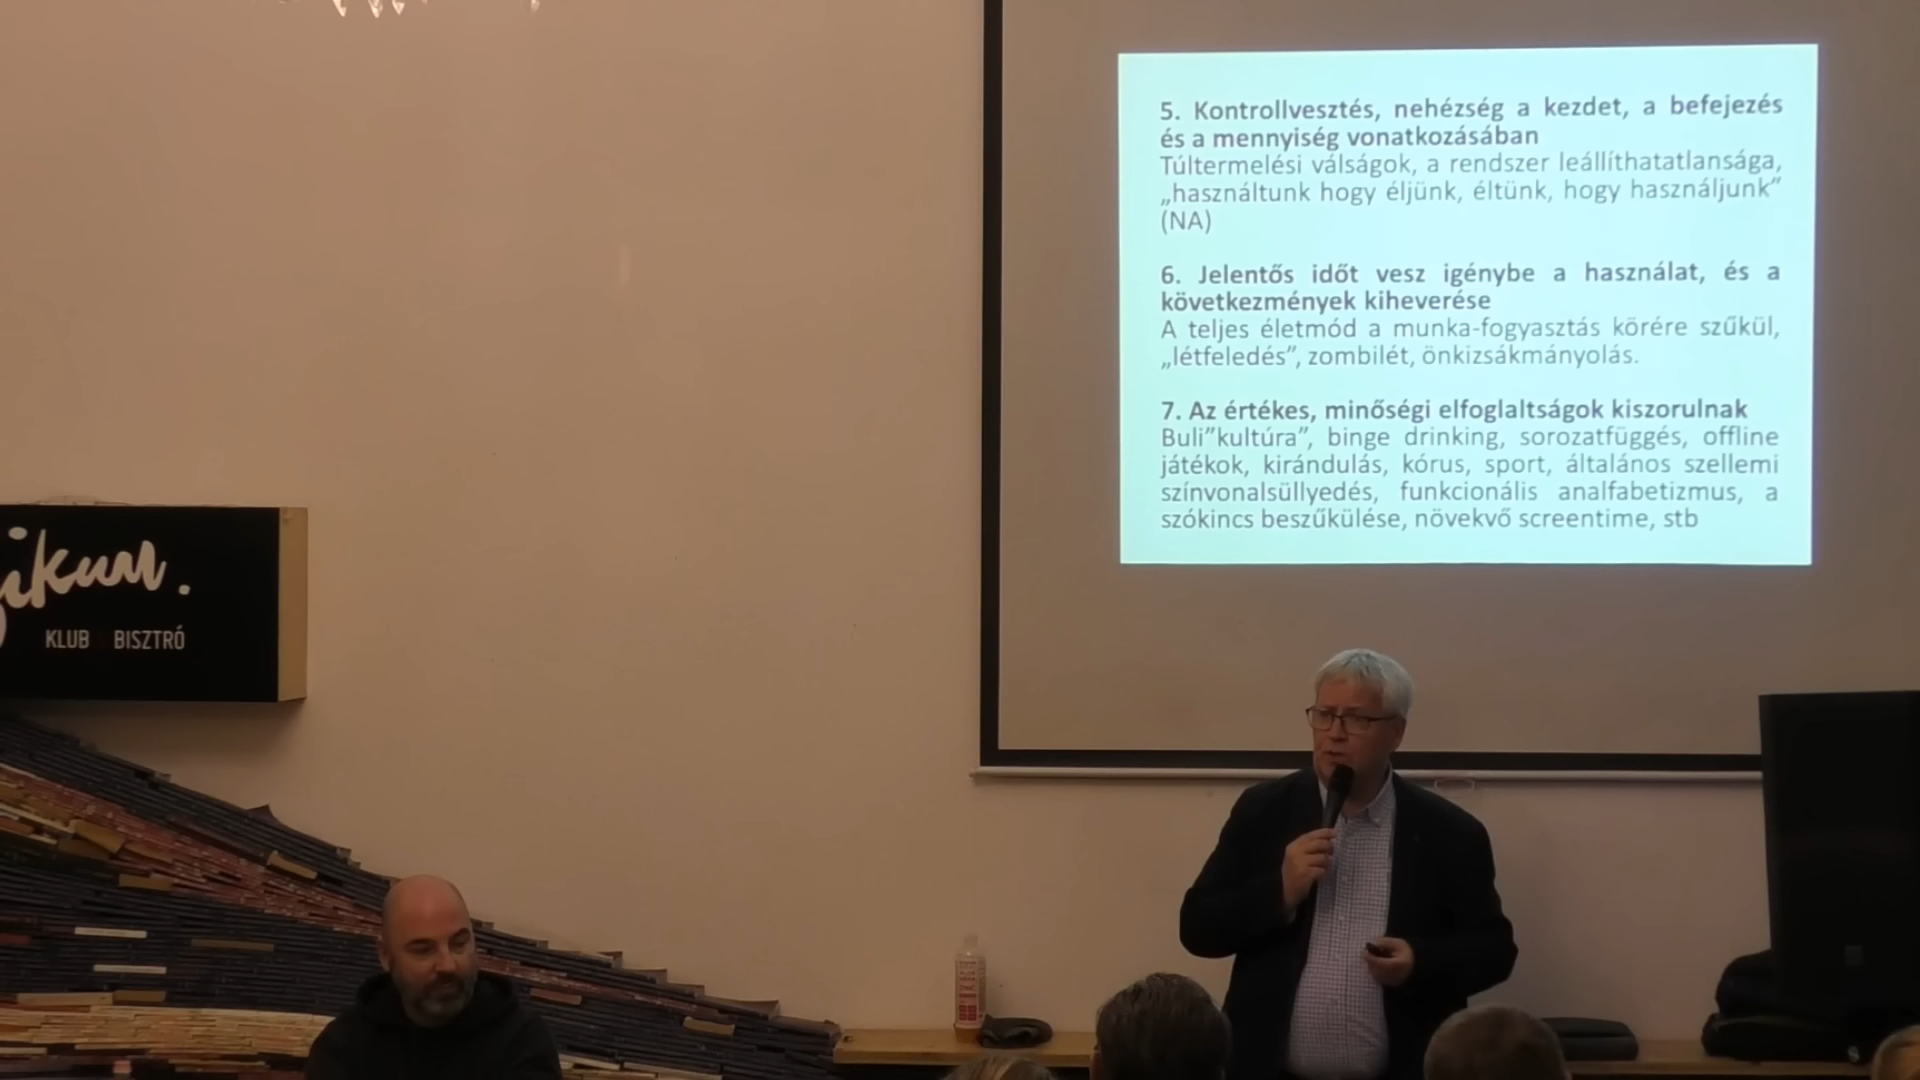 5. Kontrollvesztés, nehézség a kezdet, a befejezés
és a mennyiség vonatkozásában
Túltermelési válságok, a rendszer leállíthatatlansága,
„használtunk hogy éljünk, éltünk, hogy használjunk”
(NA)
6. Jelentős időt vesz igénybe a használat, és a
következmények kiheverése
A teljes életmód a munka-fogyasztás körére szűkül,
„létfeledés”, zombilét, önkizsákmányolás.
7. Az értékes, minőségi elfoglaltságok kiszorulnak
Buli”kultúra”, binge drinking, sorozatfüggés, offline
játékok, kirándulás, kórus, sport, általános szellemi
színvonalsüllyedés, funkcionális analfabetizmus, a
szókincs beszűkülése, növekvő screentime, stb
ikum.
KLUB BISZTRÓ